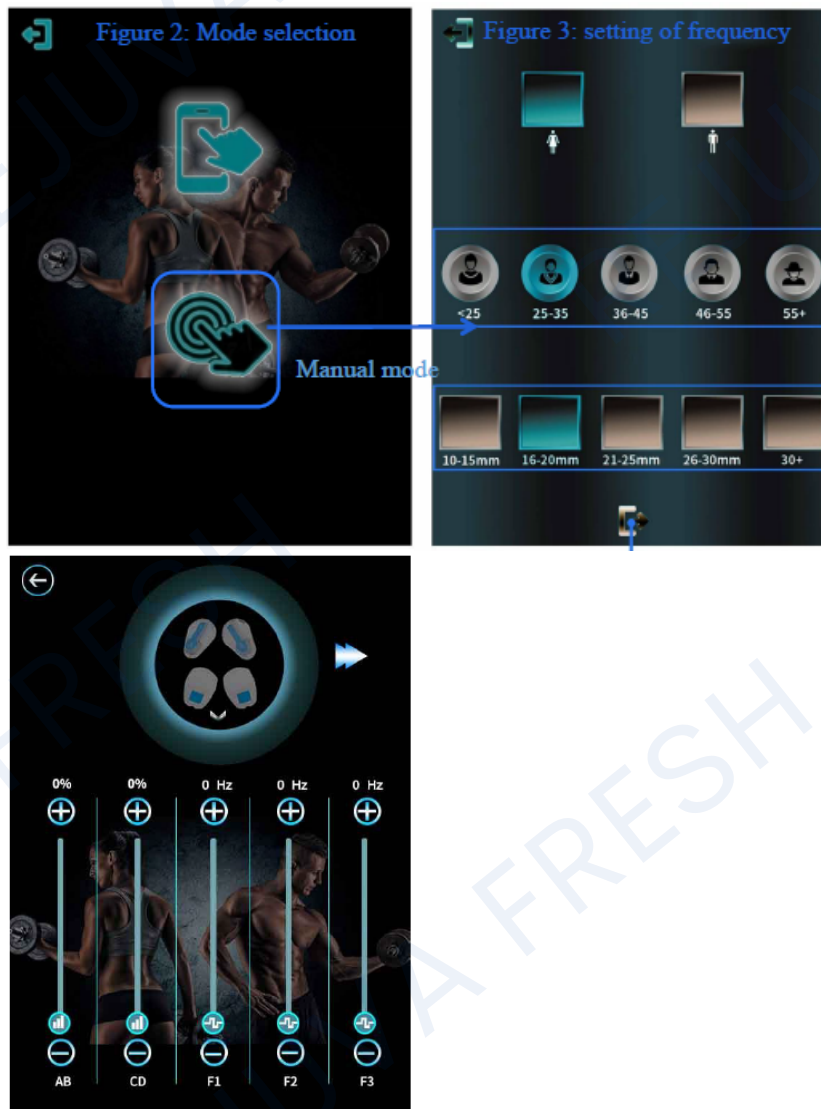 Figure 2: Mode selection
Manual mode
Figure 3: setting of frequency
<25 25-35 36-45 46-55 55+
10-15mm 16-20mm 21-25mm 26-30mm 30+
0% 0% 0 Hz 0 Hz 0 Hz
AB CD F1 F2 F3
REJUVA FRESH